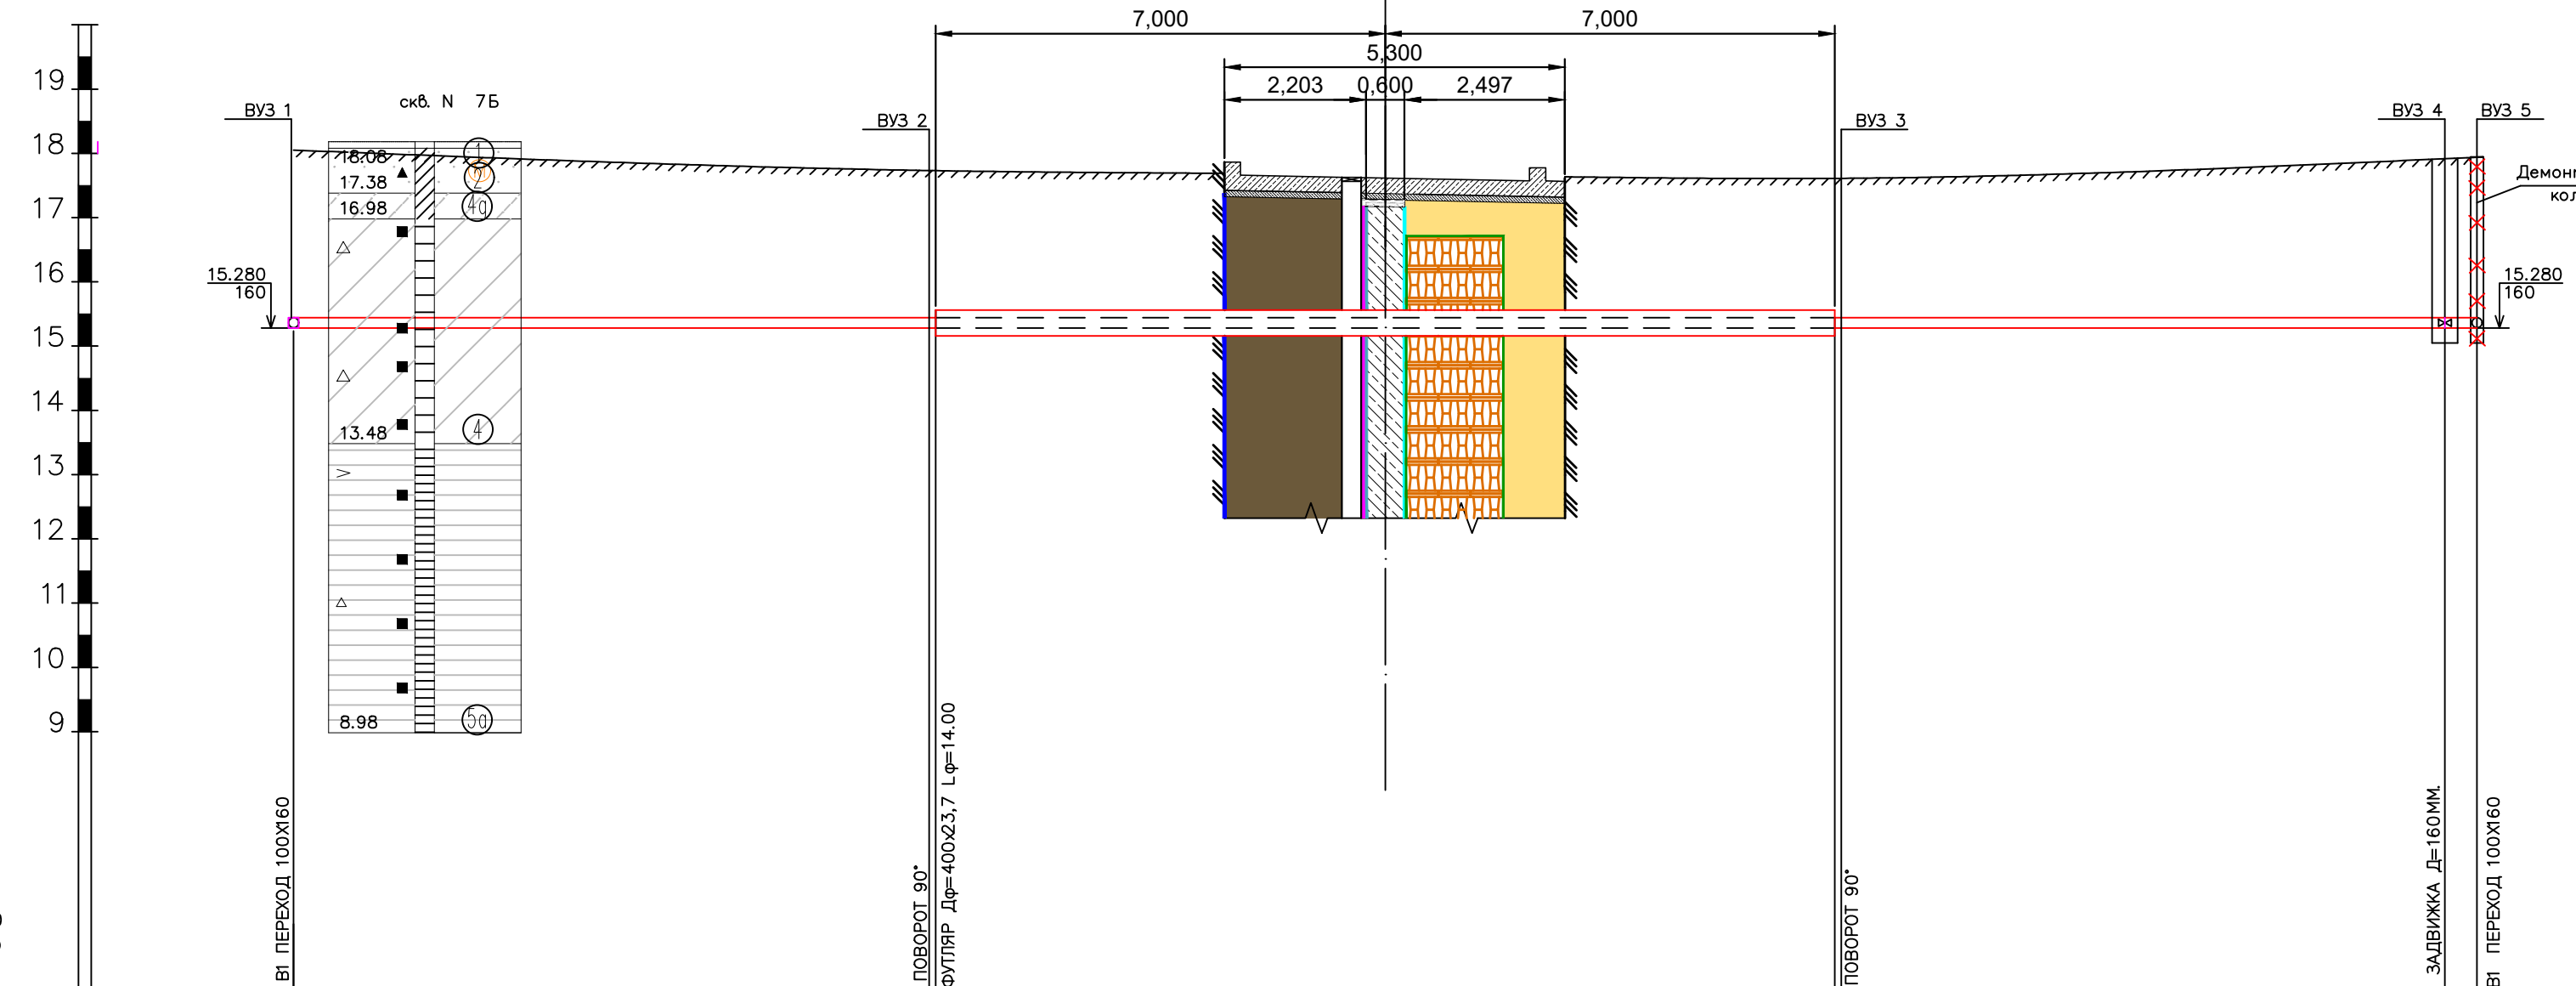 7,000
7,000
5,300
2,203
0,600
2,497
19
18
17
16
15
14
13
12
11
10
9
скв. N 7Б
ВУЗ 1
ВУЗ 2
ВУЗ 3
ВУЗ 4
ВУЗ 5
18.08
17.38
16.98
13.48
8.98
1
2
4а
4
5а
15.280
160
15.280
160
Демон
кол
В1 ПЕРЕХОД 100Х160
ПОВОРОТ 90°
ФУТЛЯР Дф=400х23,7 Lф=14.00
ПОВОРОТ 90°
ЗАДВИЖКА Д=160ММ.
В1 ПЕРЕХОД 100Х160